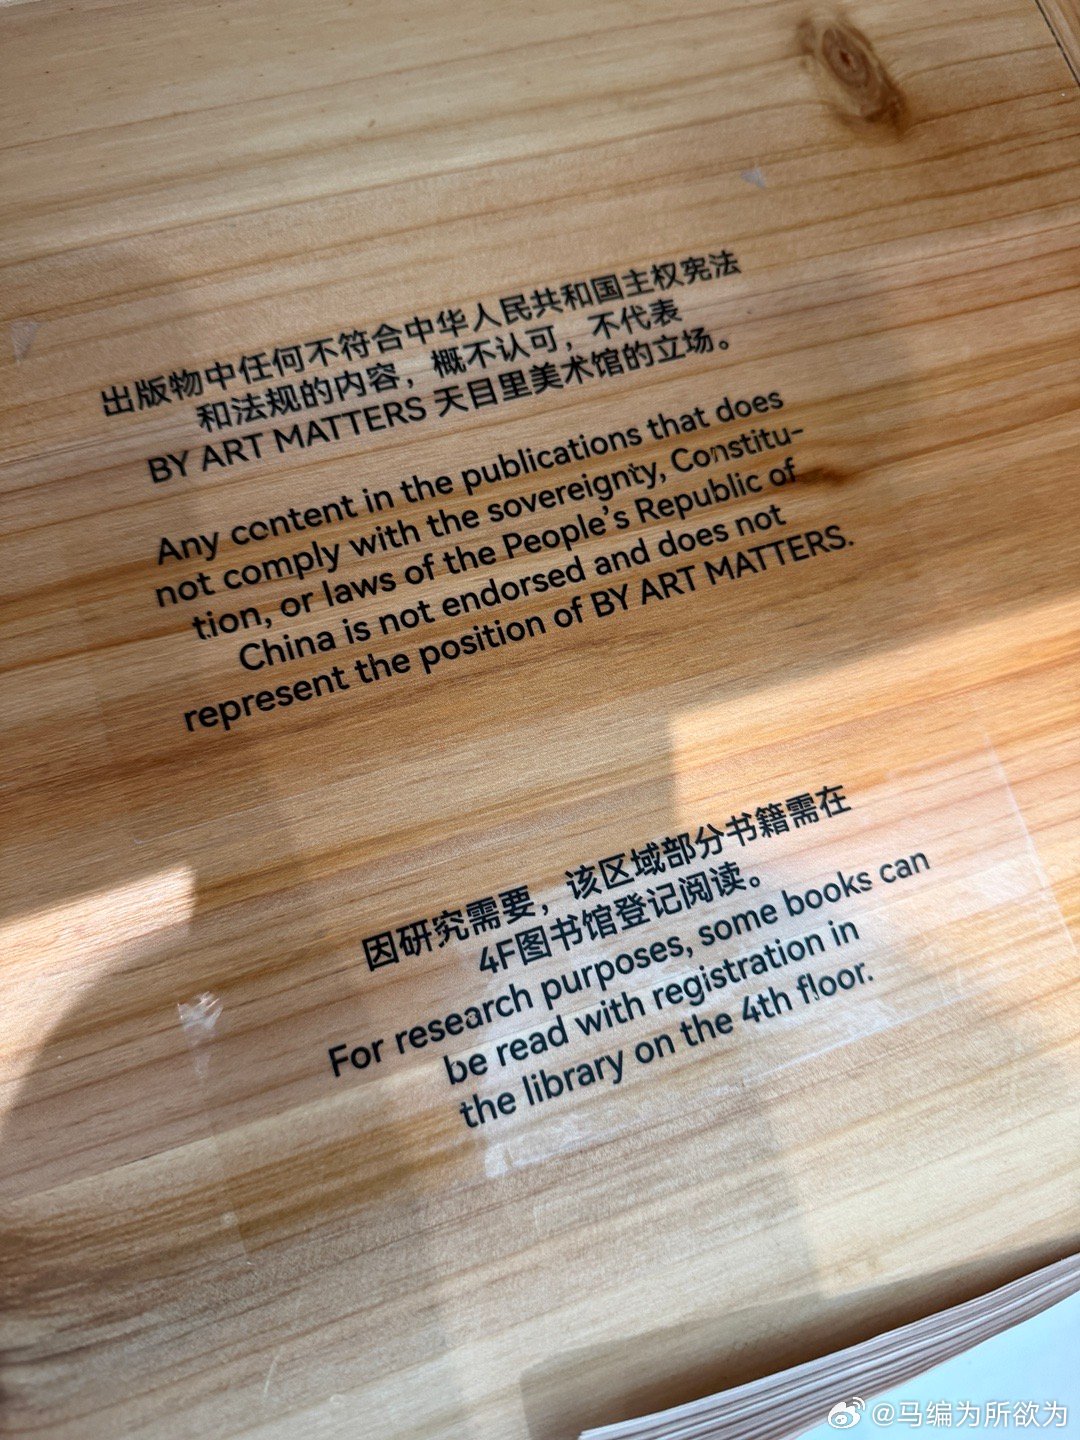 出版物中任何不符合中华人民共和国主权宪法
和法规的内容，概不认可，不代表
BY ART MATTERS 天目里美术馆的立场。
Any content in the publications that does
not comply with the sovereignty, Constitu-
tion, or laws of the People's Republic of
China is not endorsed and does not
represent the position of BY ART MATTERS.
因研究需要，该区域部分书籍需在
4F图书馆登记阅读。
For research purposes, some books can
be read with registration in
the library on the 4th floor.
@马编为所欲为